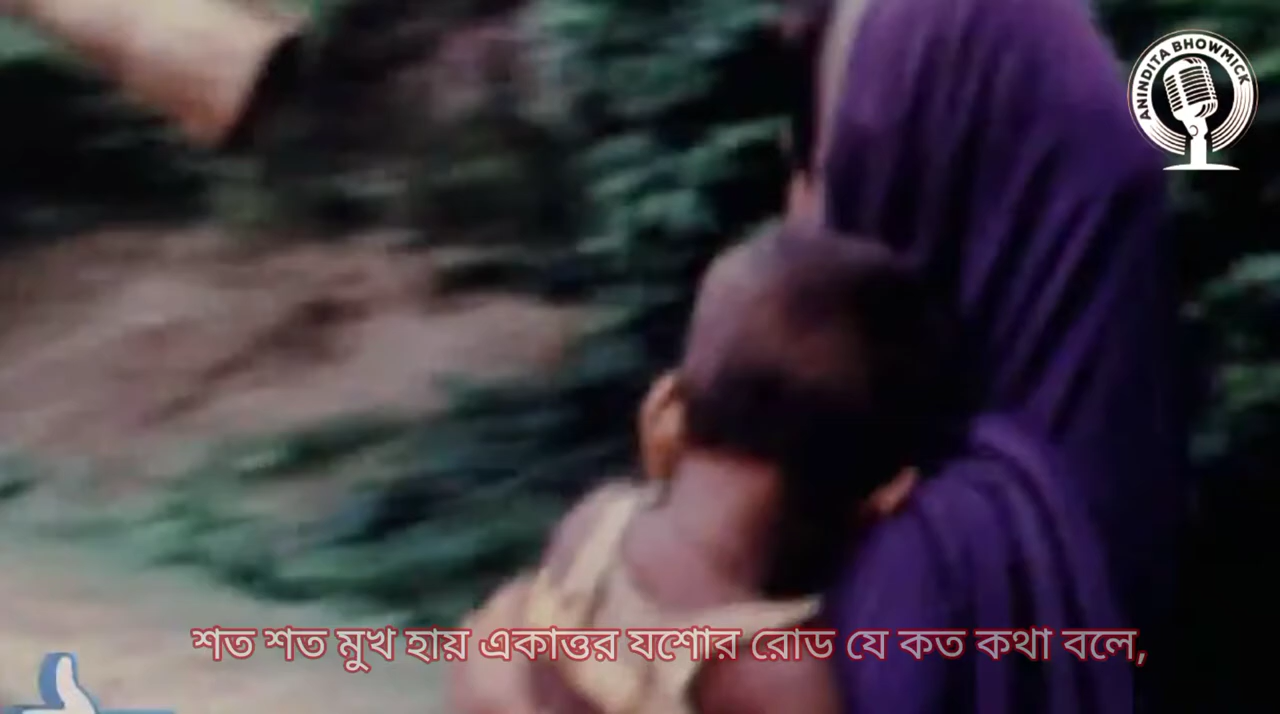 ANINDITA BHOWMICK
শত শত মুখ হায় একাত্তর যশোর রোড যে কত কথা বলে,